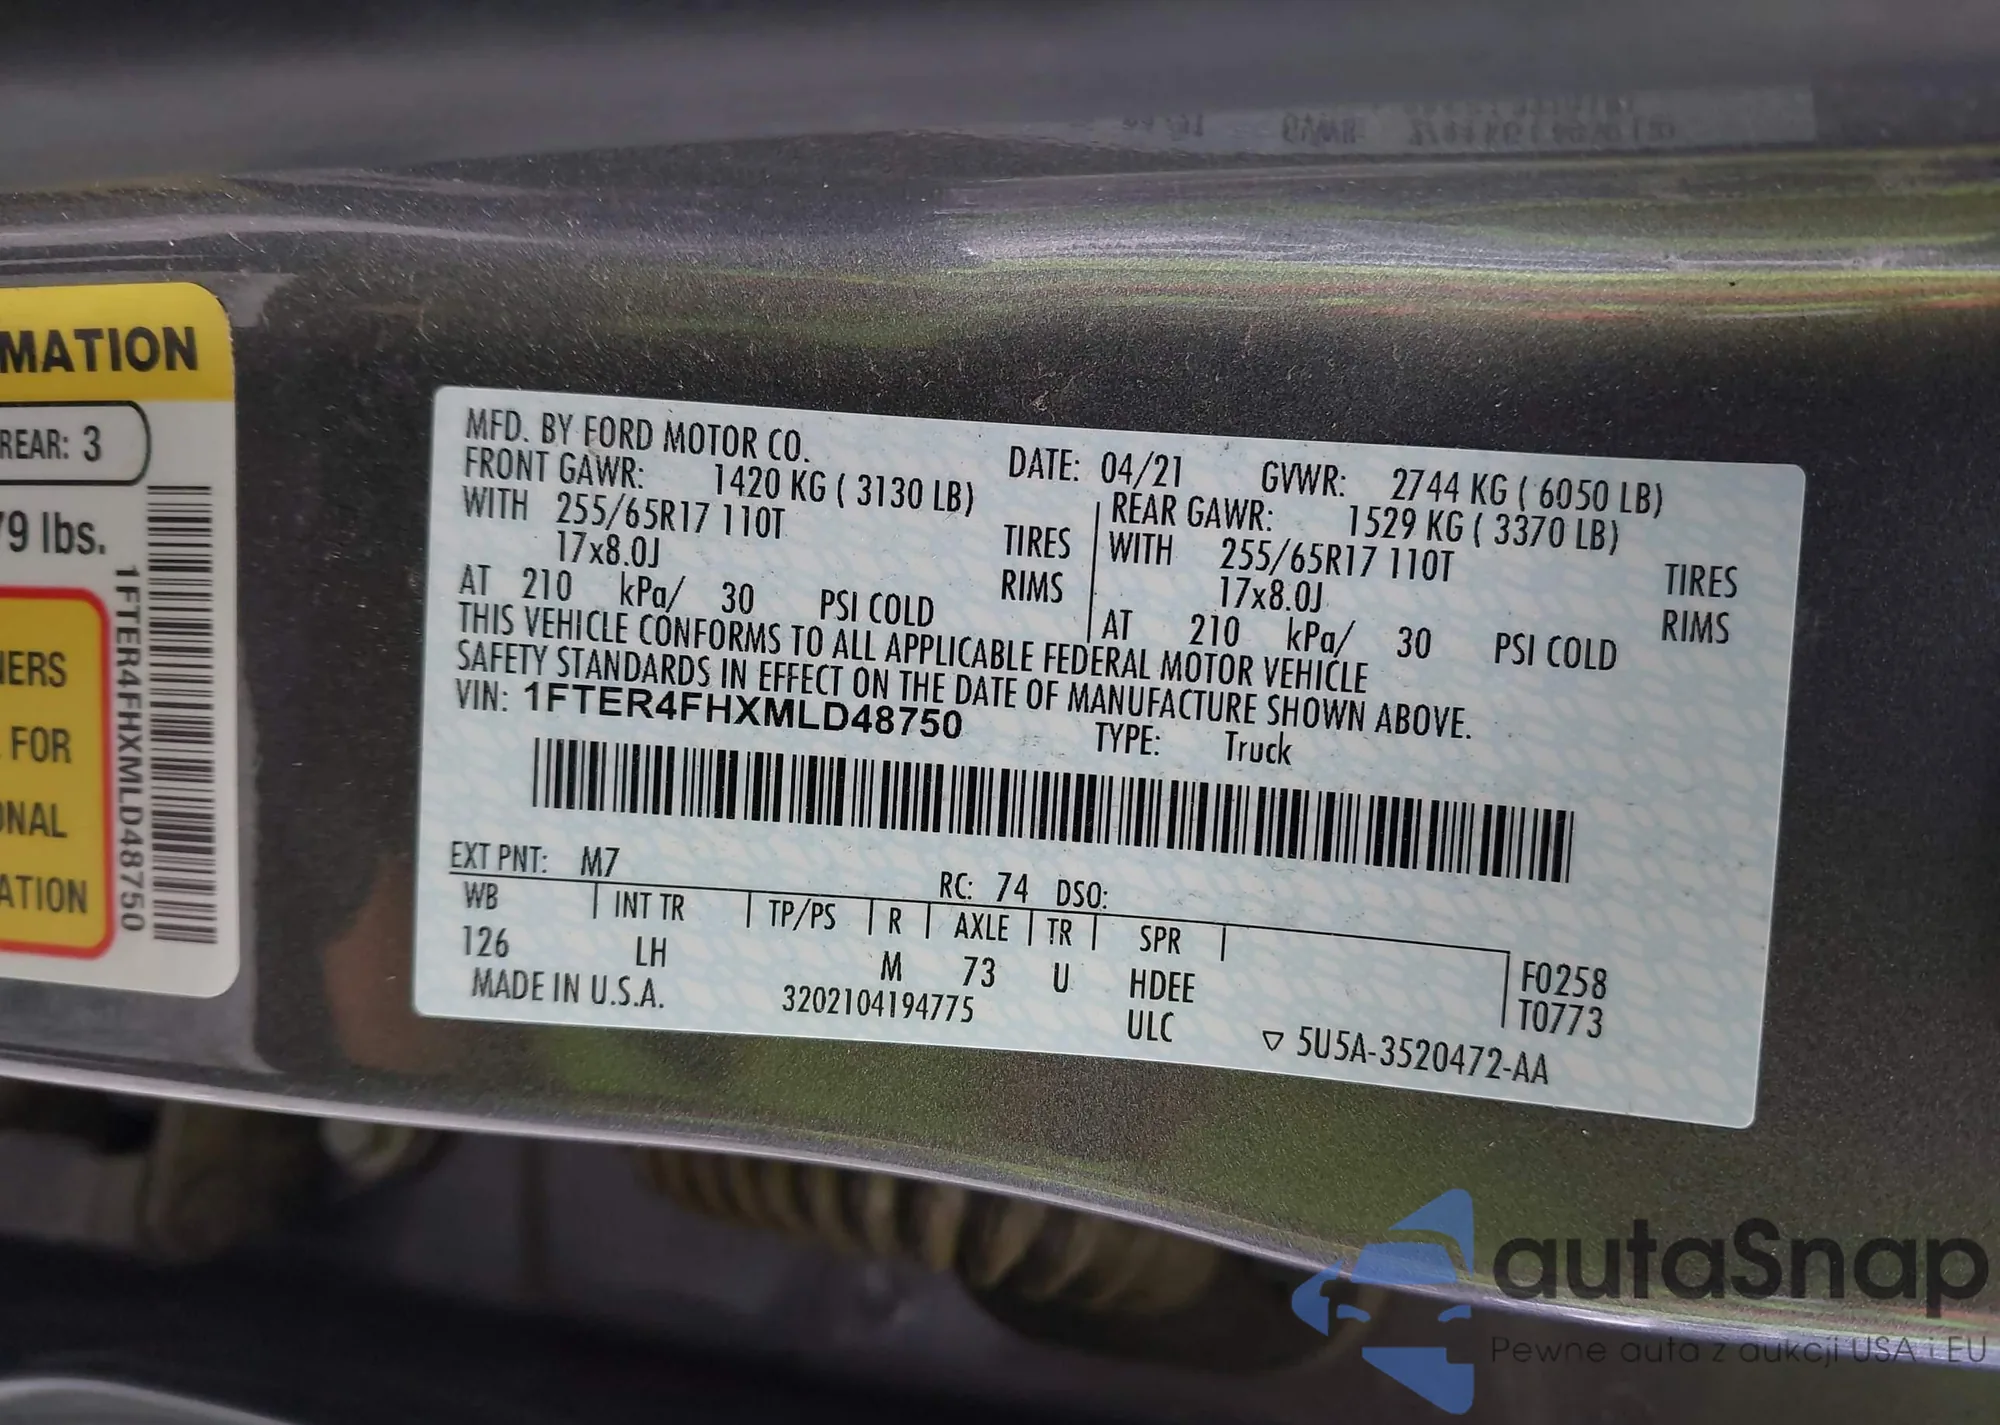 MATION
REAR: 3
79 lbs.
NERS
FOR
ONAL
ATION
1FTER4FHXMLD48750
MFD. BY FORD MOTOR CO.
DATE: 04/21 GVWR: 2744 KG ( 6050 LB)
FRONT GAWR: 1420 KG ( 3130 LB)
WITH 255/65R17 110T TIRES
17x8.0J RIMS
AT 210 kPa/ 30 PSI COLD
REAR GAWR: 1529 KG ( 3370 LB)
WITH 255/65R17 110T TIRES
17x8.0J RIMS
AT 210 kPa/ 30 PSI COLD
THIS VEHICLE CONFORMS TO ALL APPLICABLE FEDERAL MOTOR VEHICLE
SAFETY STANDARDS IN EFFECT ON THE DATE OF MANUFACTURE SHOWN ABOVE.
VIN: 1FTER4FHXMLD48750
TYPE: Truck
EXT PNT: M7 RC: 74 DSO:
WB INT TR TP/PS R AXLE TR SPR
126 LH M 73 U HDEE
F0258
T0773
MADE IN U.S.A. 3202104194775 ULC
▽ 5U5A-3520472-AA
autaSnap
Pewne auta z aukcji USA i EU